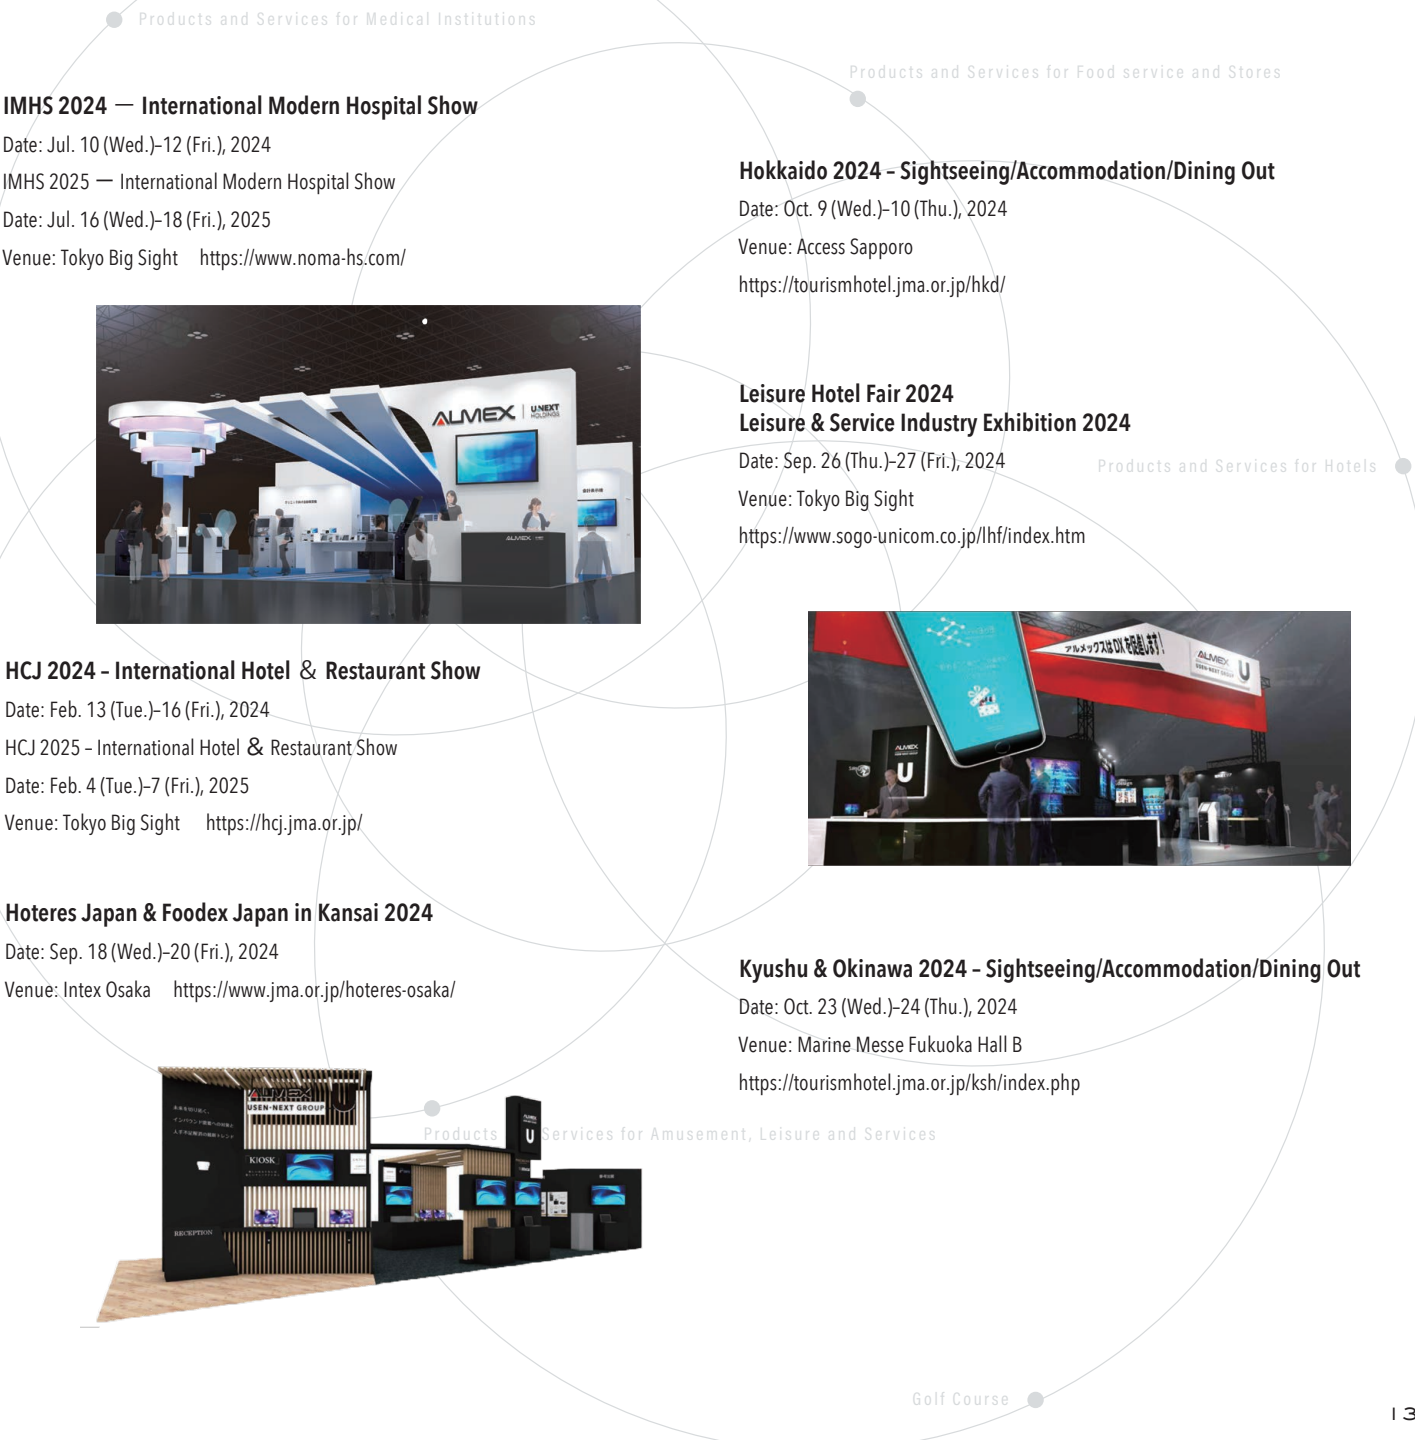 Products and Services for Medical Institutions
IMHS 2024 — International Modern Hospital Show
Date: Jul. 10 (Wed.)–12 (Fri.), 2024
IMHS 2025 — International Modern Hospital Show
Date: Jul. 16 (Wed.)–18 (Fri.), 2025
Venue: Tokyo Big Sight https://www.noma-hs.com/
ALMEX U-NEXT HOLDINGS
ALMEX
HCJ 2024 – International Hotel & Restaurant Show
Date: Feb. 13 (Tue.)–16 (Fri.), 2024
HCJ 2025 – International Hotel & Restaurant Show
Date: Feb. 4 (Tue.)–7 (Fri.), 2025
Venue: Tokyo Big Sight https://hcj.jma.or.jp/
Hoteres Japan & Foodex Japan in Kansai 2024
Date: Sep. 18 (Wed.)–20 (Fri.), 2024
Venue: Intex Osaka https://www.jma.or.jp/hoteres-osaka/
ALMEX U
USEN-NEXT GROUP
KIOSK
RECEPTION
ALMEX
U
Products and Services for Food service and Stores
Hokkaido 2024 – Sightseeing/Accommodation/Dining Out
Date: Oct. 9 (Wed.)–10 (Thu.), 2024
Venue: Access Sapporo
https://tourismhotel.jma.or.jp/hkd/
Leisure Hotel Fair 2024
Leisure & Service Industry Exhibition 2024
Date: Sep. 26 (Thu.)–27 (Fri.), 2024
Products and Services for Hotels
Venue: Tokyo Big Sight
https://www.sogo-unicom.co.jp/lhf/index.htm
アルメックスはDXを促進します!
ALMEX U
USEN-NEXT GROUP
ALMEX
U
Kyushu & Okinawa 2024 – Sightseeing/Accommodation/Dining Out
Date: Oct. 23 (Wed.)–24 (Thu.), 2024
Venue: Marine Messe Fukuoka Hall B
https://tourismhotel.jma.or.jp/ksh/index.php
Products Services for Amusement, Leisure and Services
Golf Course
13